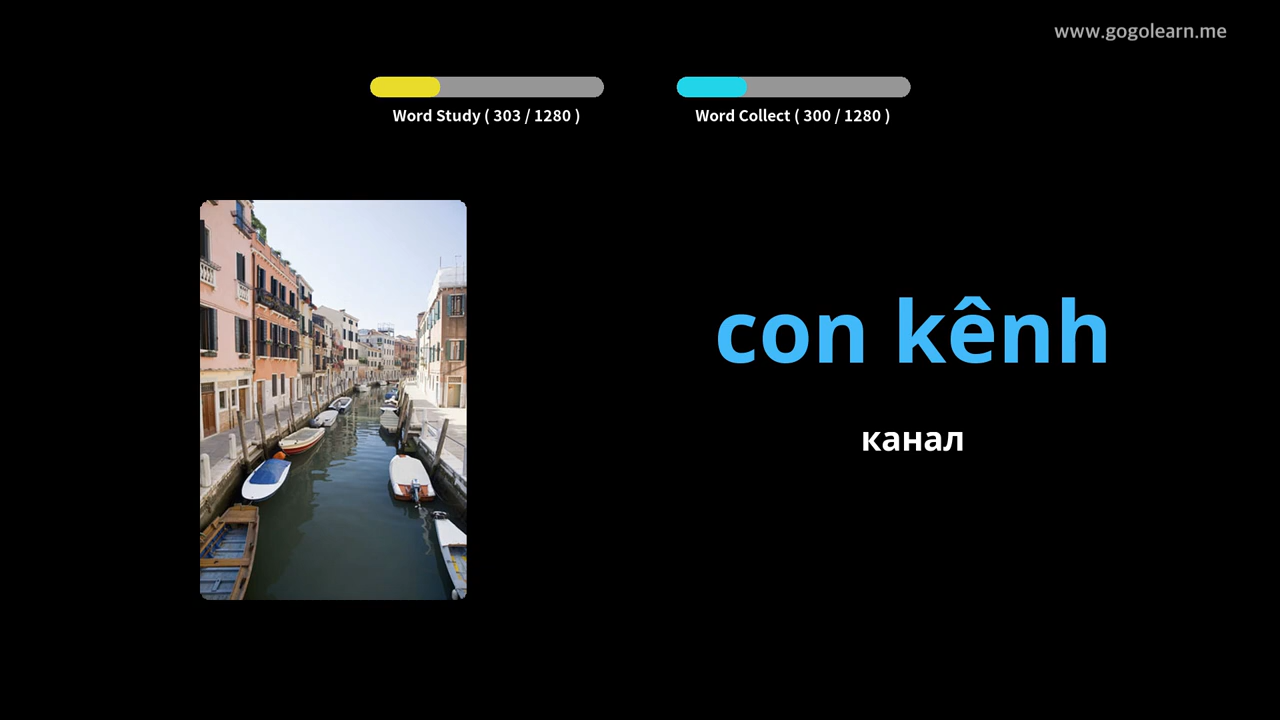 www.gogolearn.me
Word Study ( 303 / 1280 )
Word Collect ( 300 / 1280 )
con kênh
канал